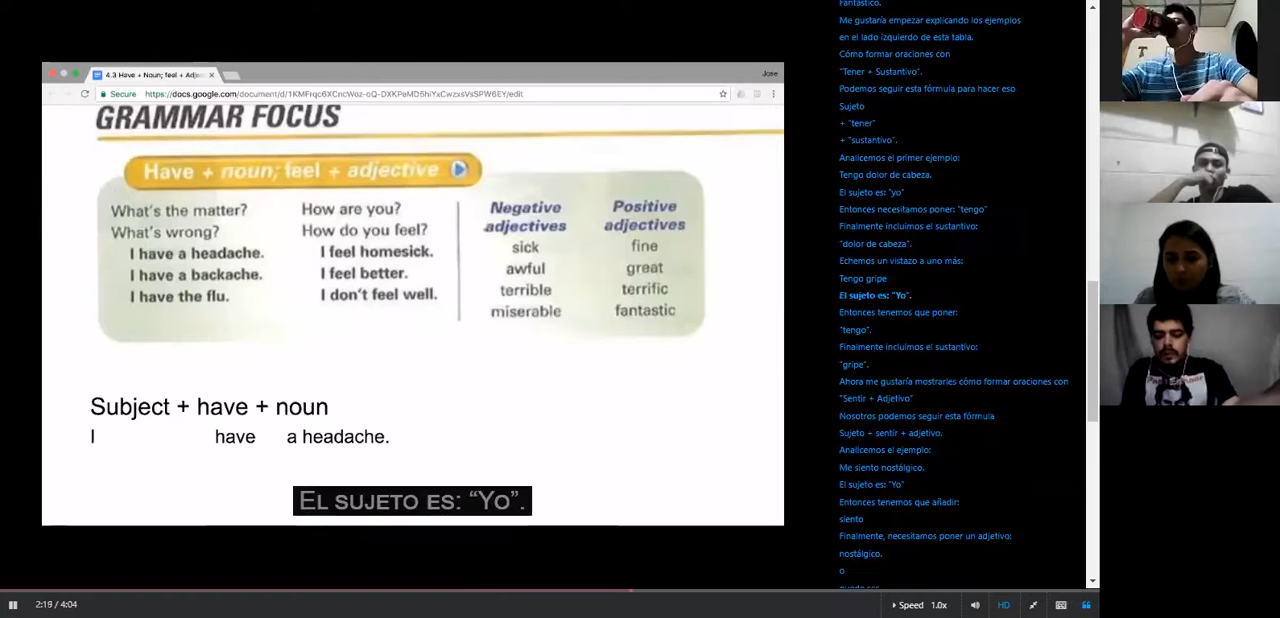 4.3 Have + Noun; feel + Adje
Jose
Secure
https://docs.google.com/document/d/1KMFrqc6XCncWoz-oQ-DXKPeMD5hiYxCwzxsVsSPW6EY/edit
GRAMMAR FOCUS
Have + noun; feel + adjective
What's the matter?
What's wrong?
I have a headache.
I have a backache.
I have the flu.
How are you?
How do you feel?
I feel homesick.
I feel better.
I don't feel well.
Negative
adjectives
sick
awful
terrible
miserable
Positive
adjectives
fine
great
terrific
fantastic
Subject + have + noun
I have a headache.
El sujeto es: “Yo”.
Fantástico.
Me gustaría empezar explicando los ejemplos
en el lado izquierdo de esta tabla.
Cómo formar oraciones con
"Tener + Sustantivo".
Podemos seguir esta fórmula para hacer eso
Sujeto
+ "tener"
+ "sustantivo".
Analicemos el primer ejemplo:
Tengo dolor de cabeza.
El sujeto es: "yo"
Entonces necesitamos poner: "tengo"
Finalmente incluimos el sustantivo:
"dolor de cabeza".
Echemos un vistazo a uno más:
Tengo gripe
El sujeto es: "Yo".
Entonces tenemos que poner:
"tengo".
Finalmente incluimos el sustantivo:
"gripe".
Ahora me gustaría mostrarles cómo formar oraciones con
"Sentir + Adjetivo"
Nosotros podemos seguir esta fórmula
Sujeto + sentir + adjetivo.
Analicemos el ejemplo:
Me siento nostálgico.
El sujeto es: "Yo"
Entonces tenemos que añadir:
siento
Finalmente, necesitamos poner un adjetivo:
nostálgico.
o
puede ser
2:19 / 4:04
Speed 1.0x
HD